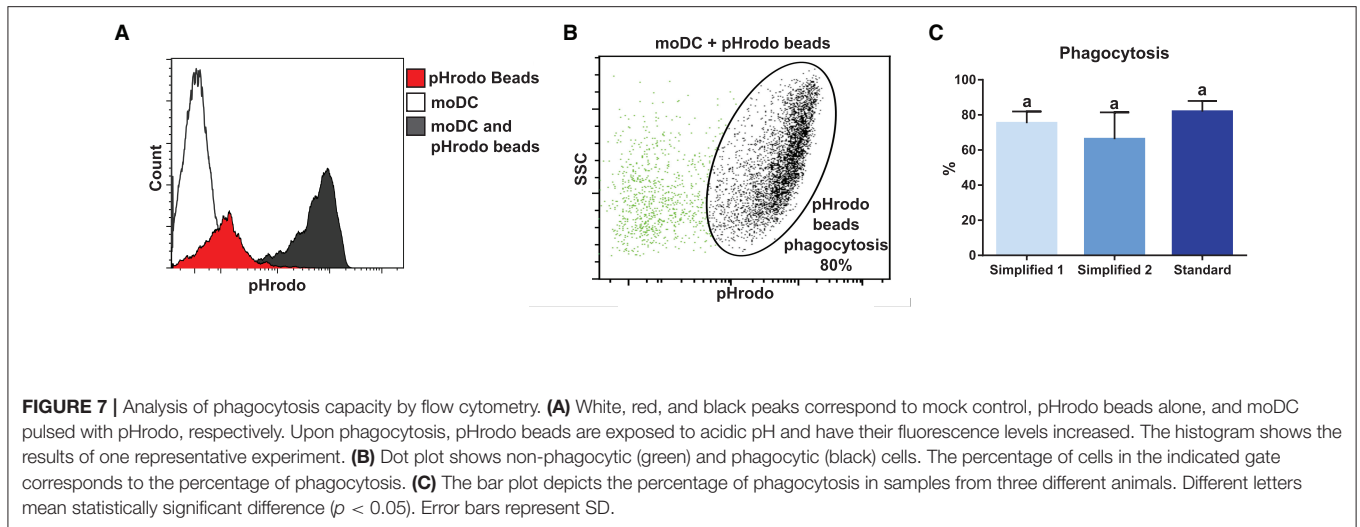 A
Count
pHrodo
pHrodo Beads
moDC
moDC and
pHrodo beads
B
moDC + pHrodo beads
SSC
pHrodo
beads
phagocytosis
80%
pHrodo
C
Phagocytosis
%
100
80
60
40
20
0
a
a
a
Simplified 1
Simplified 2
Standard
FIGURE 7 | Analysis of phagocytosis capacity by flow cytometry. (A) White, red, and black peaks correspond to mock control, pHrodo beads alone, and moDC
pulsed with pHrodo, respectively. Upon phagocytosis, pHrodo beads are exposed to acidic pH and have their fluorescence levels increased. The histogram shows the
results of one representative experiment. (B) Dot plot shows non-phagocytic (green) and phagocytic (black) cells. The percentage of cells in the indicated gate
corresponds to the percentage of phagocytosis. (C) The bar plot depicts the percentage of phagocytosis in samples from three different animals. Different letters
mean statistically significant difference (p < 0.05). Error bars represent SD.